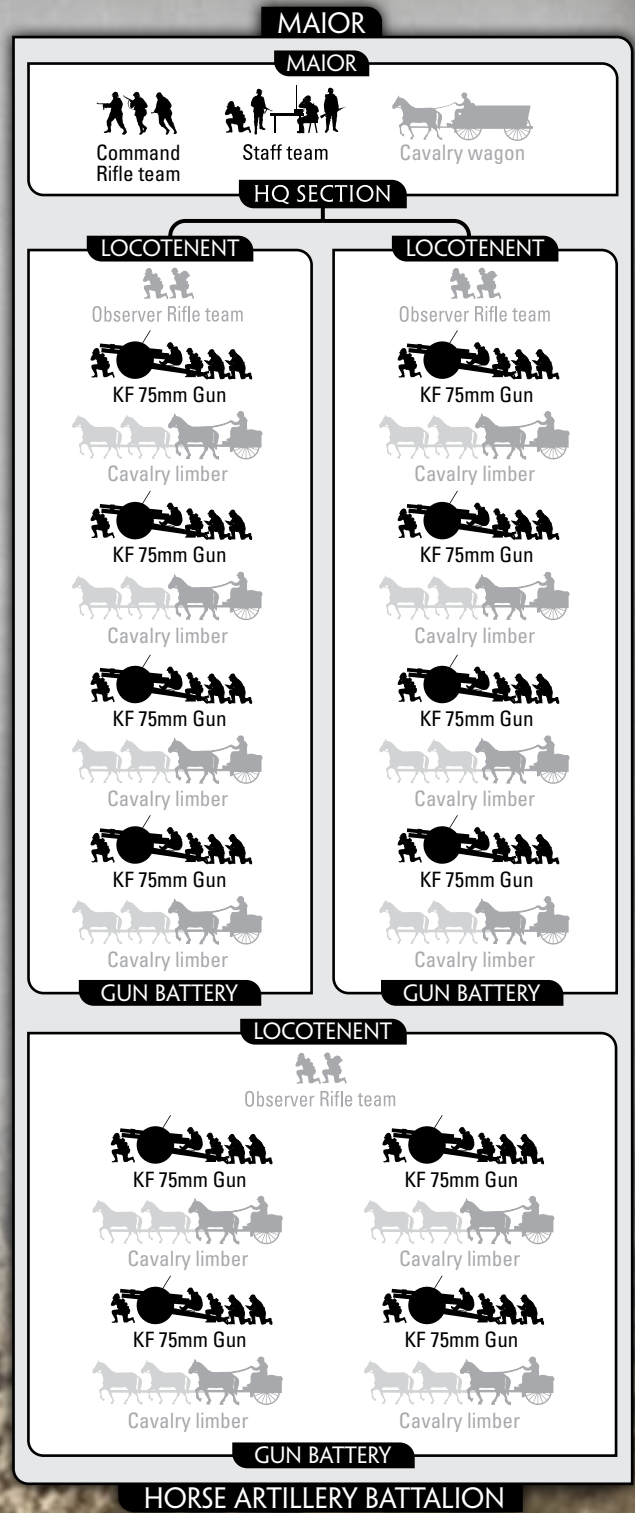 MAIOR
MAIOR
Command
Rifle team
Staff team
Cavalry wagon
HQ SECTION
LOCOTENENT
Observer Rifle team
KF 75mm Gun
Cavalry limber
KF 75mm Gun
Cavalry limber
KF 75mm Gun
Cavalry limber
KF 75mm Gun
Cavalry limber
GUN BATTERY
LOCOTENENT
Observer Rifle team
KF 75mm Gun
Cavalry limber
KF 75mm Gun
Cavalry limber
KF 75mm Gun
Cavalry limber
KF 75mm Gun
Cavalry limber
GUN BATTERY
LOCOTENENT
Observer Rifle team
KF 75mm Gun
KF 75mm Gun
Cavalry limber
Cavalry limber
KF 75mm Gun
KF 75mm Gun
Cavalry limber
Cavalry limber
GUN BATTERY
HORSE ARTILLERY BATTALION